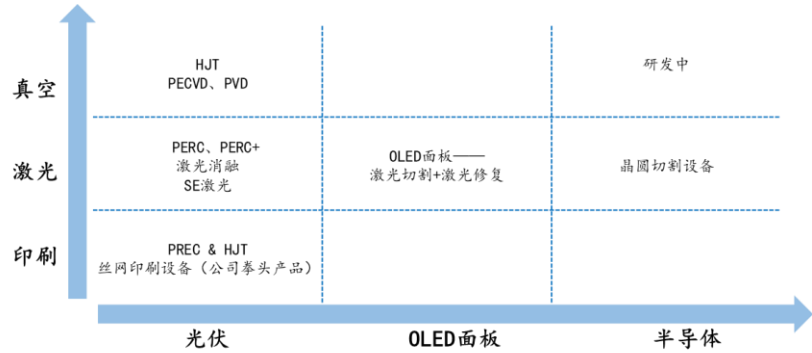 真空
HJT
PECVD、PVD
研发中
激光
PERC、PERC+
激光消融
SE激光
OLED面板——
激光切割+激光修复
晶圆切割设备
印刷
PREC & HJT
丝网印刷设备（公司拳头产品）
光伏
OLED面板
半导体